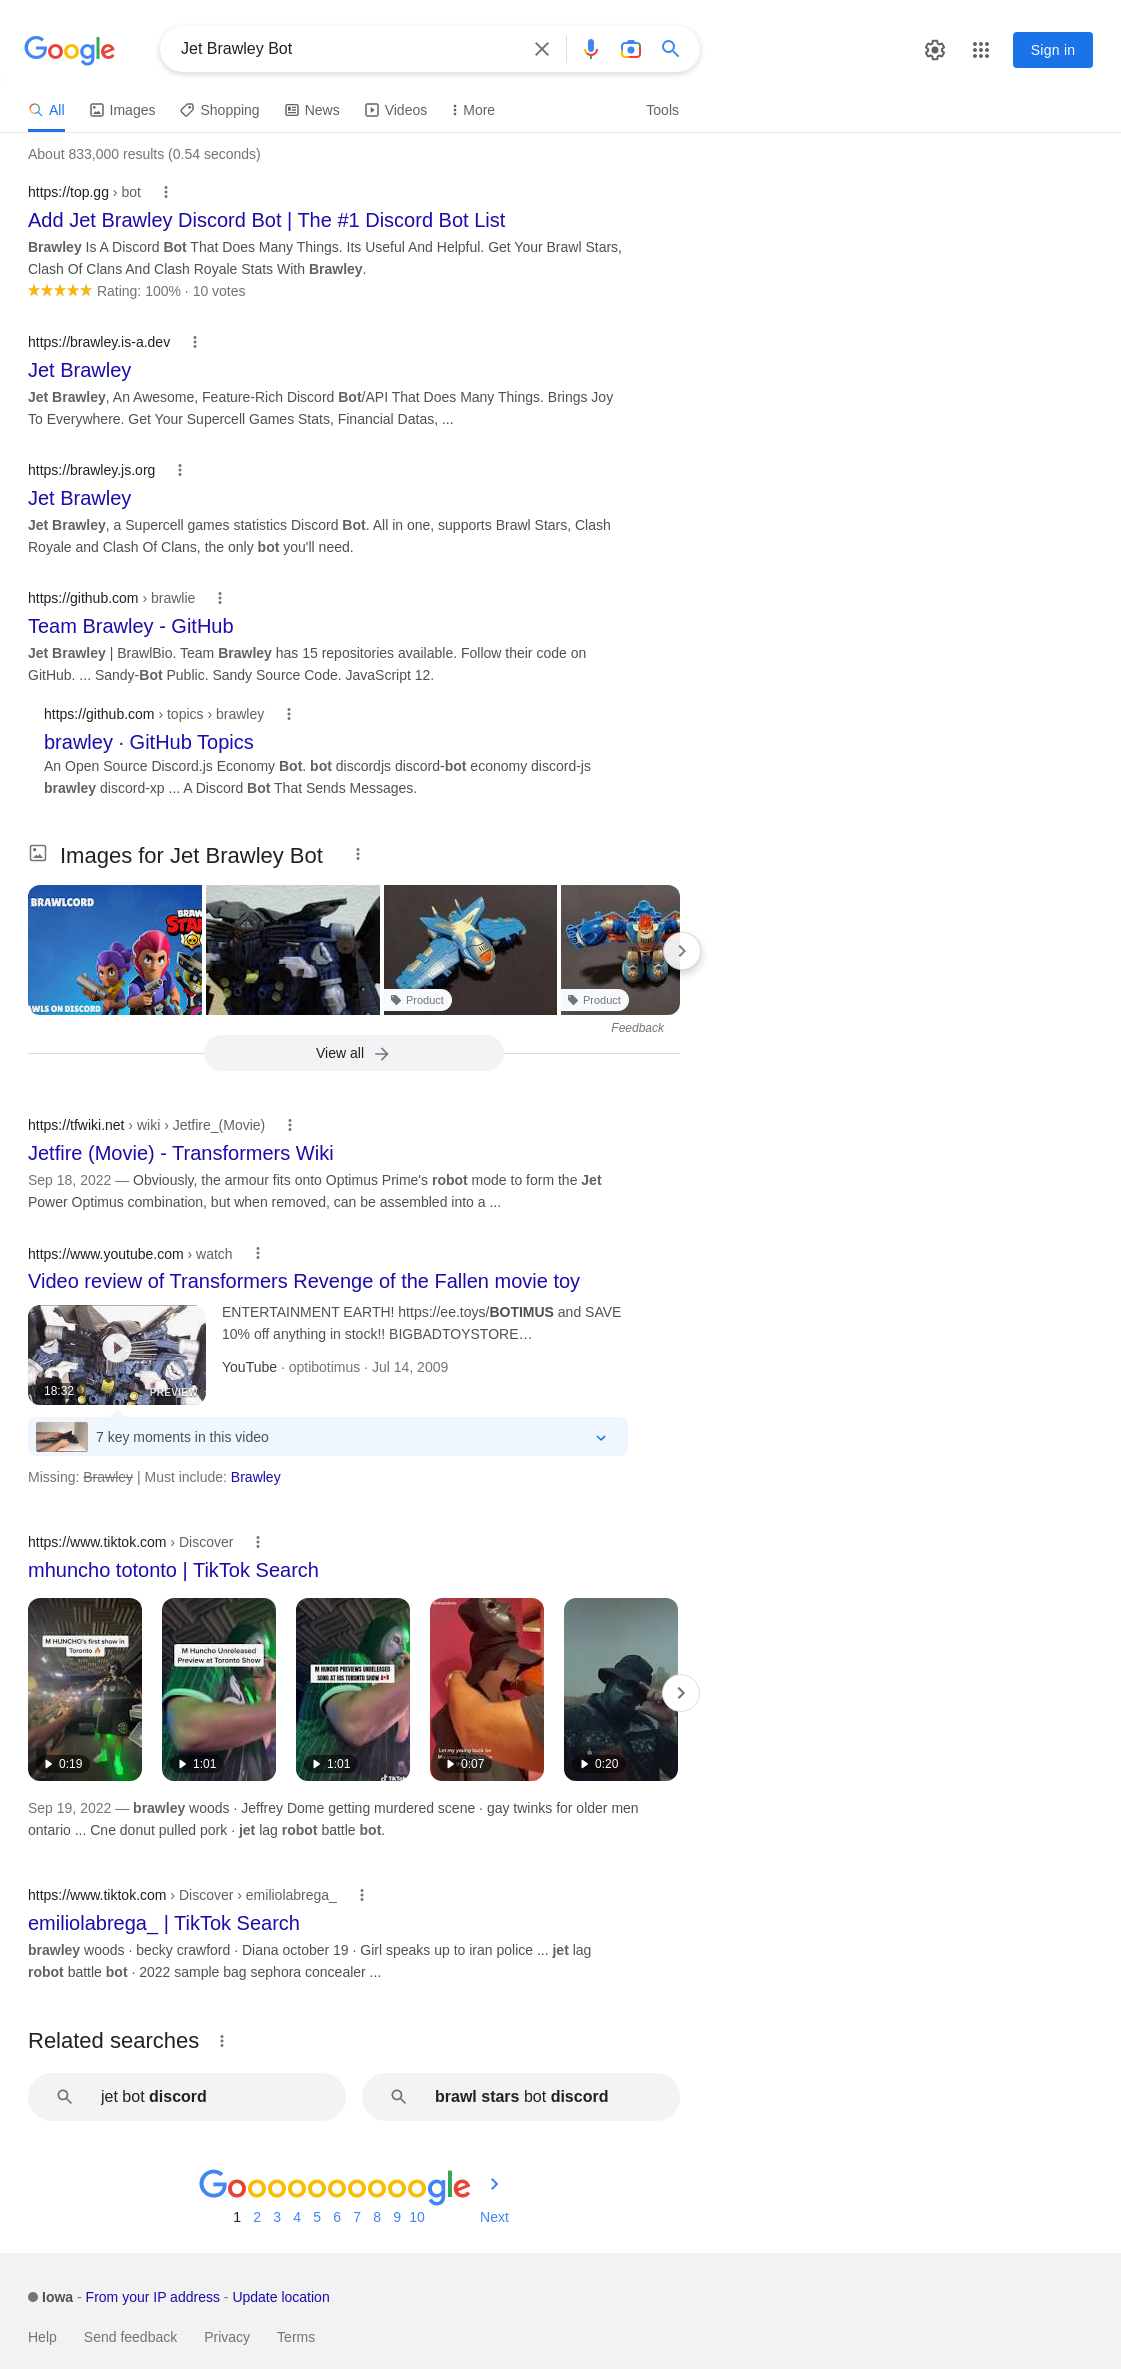 Google
Jet Brawley Bot
Sign in
All
Images
Shopping
News
Videos
More
Tools
About 833,000 results (0.54 seconds)
https://top.gg › bot
Add Jet Brawley Discord Bot | The #1 Discord Bot List
Brawley Is A Discord Bot That Does Many Things. Its Useful And Helpful. Get Your Brawl Stars,
Clash Of Clans And Clash Royale Stats With Brawley.
Rating: 100% · 10 votes
https://brawley.is-a.dev
Jet Brawley
Jet Brawley, An Awesome, Feature-Rich Discord Bot/API That Does Many Things. Brings Joy
To Everywhere. Get Your Supercell Games Stats, Financial Datas, ...
https://brawley.js.org
Jet Brawley
Jet Brawley, a Supercell games statistics Discord Bot. All in one, supports Brawl Stars, Clash
Royale and Clash Of Clans, the only bot you'll need.
https://github.com › brawlie
Team Brawley - GitHub
Jet Brawley | BrawlBio. Team Brawley has 15 repositories available. Follow their code on
GitHub. ... Sandy-Bot Public. Sandy Source Code. JavaScript 12.
https://github.com › topics › brawley
brawley · GitHub Topics
An Open Source Discord.js Economy Bot. bot discordjs discord-bot economy discord-js
brawley discord-xp ... A Discord Bot That Sends Messages.
Images for Jet Brawley Bot
BRAWLCORD
BRAW
STA
AWLS ON DISCORD
Product
Product
Feedback
View all
https://tfwiki.net › wiki › Jetfire_(Movie)
Jetfire (Movie) - Transformers Wiki
Sep 18, 2022 — Obviously, the armour fits onto Optimus Prime's robot mode to form the Jet
Power Optimus combination, but when removed, can be assembled into a ...
https://www.youtube.com › watch
Video review of Transformers Revenge of the Fallen movie toy
ENTERTAINMENT EARTH! https://ee.toys/BOTIMUS and SAVE
10% off anything in stock!! BIGBADTOYSTORE…
YouTube · optibotimus · Jul 14, 2009
18:32
PREVIEW
7 key moments in this video
Missing: Brawley | Must include: Brawley
https://www.tiktok.com › Discover
mhuncho totonto | TikTok Search
M HUNCHO's first show in
Toronto 🔥
0:19
M Huncho Unreleased
Preview at Toronto Show
1:01
M HUNCHO PREVIEWS UNRELEASED
SONG AT HIS TORONTO SHOW 🇨🇦
1:01
TikTok
Let my young back be
0:07
0:20
Sep 19, 2022 — brawley woods · Jeffrey Dome getting murdered scene · gay twinks for older men
ontario ... Cne donut pulled pork · jet lag robot battle bot.
https://www.tiktok.com › Discover › emiliolabrega_
emiliolabrega_ | TikTok Search
brawley woods · becky crawford · Diana october 19 · Girl speaks up to iran police ... jet lag
robot battle bot · 2022 sample bag sephora concealer ...
Related searches
jet bot discord
brawl stars bot discord
Goooooooooogle
1 2 3 4 5 6 7 8 9 10 Next
Iowa - From your IP address - Update location
Help
Send feedback
Privacy
Terms